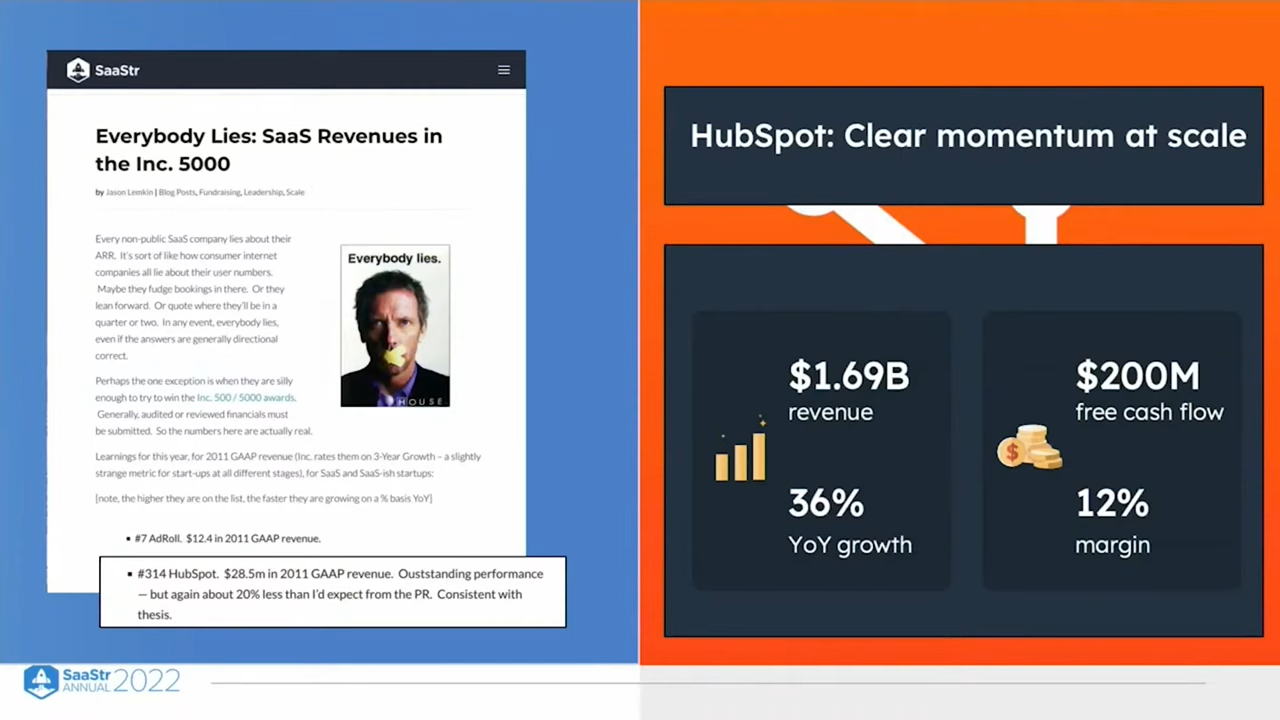 SaaStr
Everybody Lies: SaaS Revenues in
the Inc. 5000
by Jason Lemkin | Blog Posts, Fundraising, Leadership, Scale
Every non-public SaaS company lies about their
ARR. It's sort of like how consumer internet
companies all lie about their user numbers.
Maybe they fudge bookings in there. Or they
lean forward. Or quote where they'll be in a
quarter or two. In any event, everybody lies,
even if the answers are generally directional
correct.
Everybody lies.
HOUSE
Perhaps the one exception is when they are silly
enough to try to win the Inc. 500 / 5000 awards.
Generally, audited or reviewed financials must
be submitted. So the numbers here are actually real.
Learnings for this year, for 2011 GAAP revenue (Inc. rates them on 3-Year Growth – a slightly
strange metric for start-ups at all different stages), for SaaS and SaaS-ish startups:
[note, the higher they are on the list, the faster they are growing on a % basis YoY]
▪ #7 AdRoll. $12.4 in 2011 GAAP revenue.
▪ #314 HubSpot. $28.5m in 2011 GAAP revenue. Ouststanding performance
— but again about 20% less than I'd expect from the PR. Consistent with
thesis.
HubSpot: Clear momentum at scale
$1.69B
revenue
36%
YoY growth
$200M
free cash flow
12%
margin
SaaStr
ANNUAL 2022